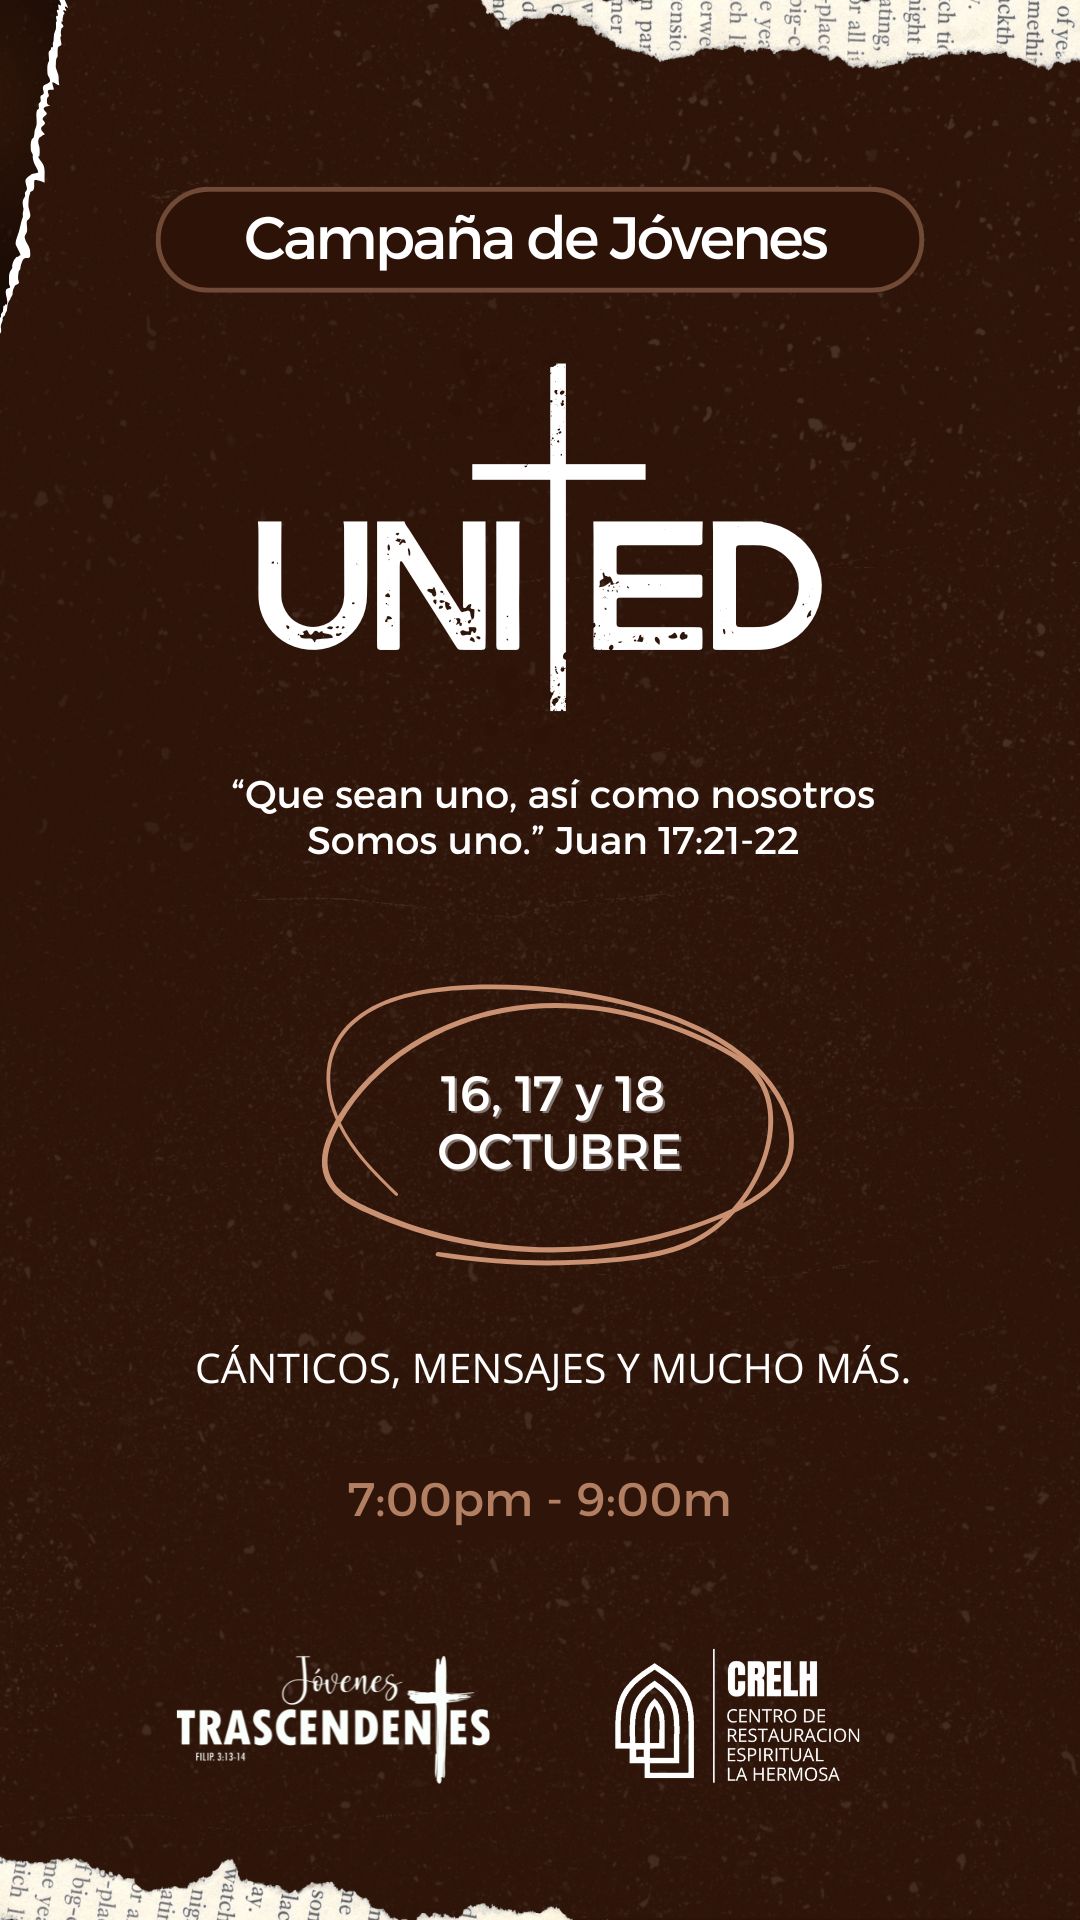 Campaña de Jóvenes
UNITED
“Que sean uno, así como nosotros
Somos uno.” Juan 17:21-22
16, 17 y 18
OCTUBRE
CÁNTICOS, MENSAJES Y MUCHO MÁS.
7:00pm - 9:00m
Jóvenes
TRASCENDENTES
FILIP. 3:13-14
CRELH
CENTRO DE
RESTAURACION
ESPIRITUAL
LA HERMOSA